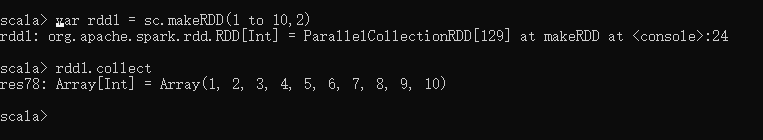 scala> var rdd1 = sc.makeRDD(1 to 10,2)
rdd1: org.apache.spark.rdd.RDD[Int] = ParallelCollectionRDD[129] at makeRDD at <console>:24
scala> rdd1.collect
res78: Array[Int] = Array(1, 2, 3, 4, 5, 6, 7, 8, 9, 10)
scala>